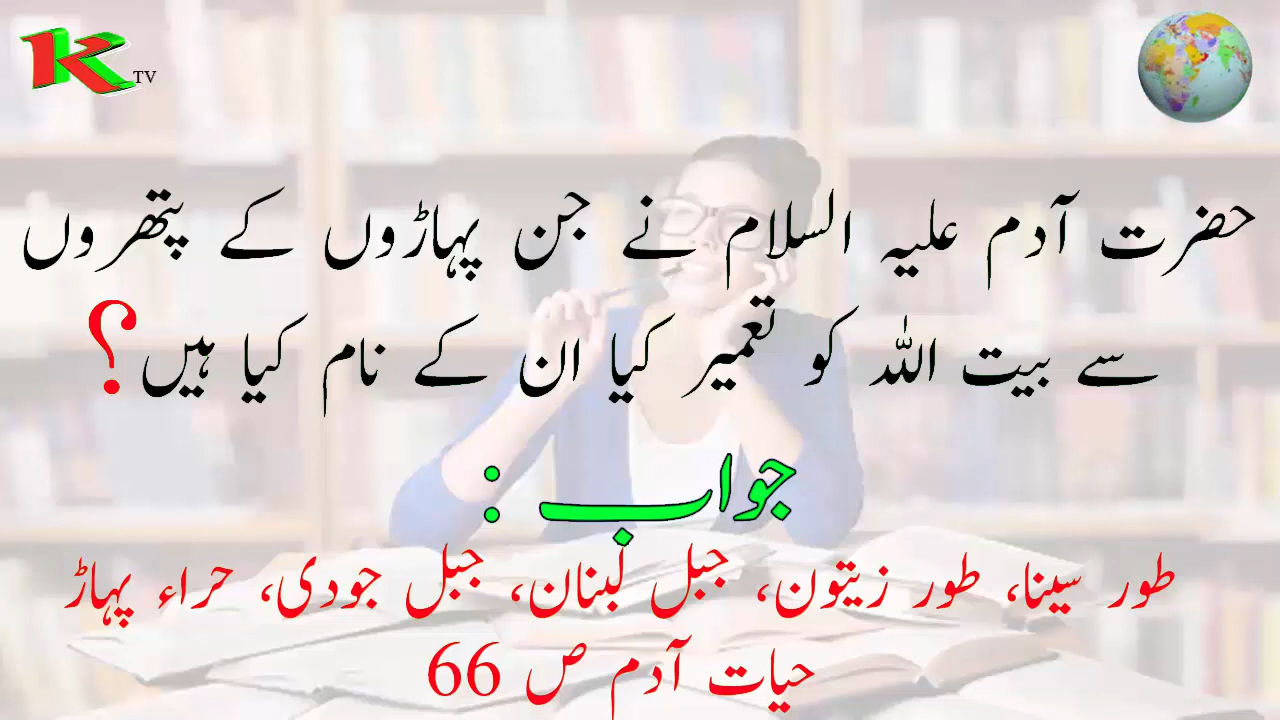 K TV
حضرت آدم علیہ السلام نے جن پہاڑوں کے پتھروں
سے بیت اللہ کو تعمیر کیا ان کے نام کیا ہیں؟
جواب :
طور سینا، طور زیتون، جبل لبنان، جبل جودی، حراء پہاڑ
حیات آدم ص 66